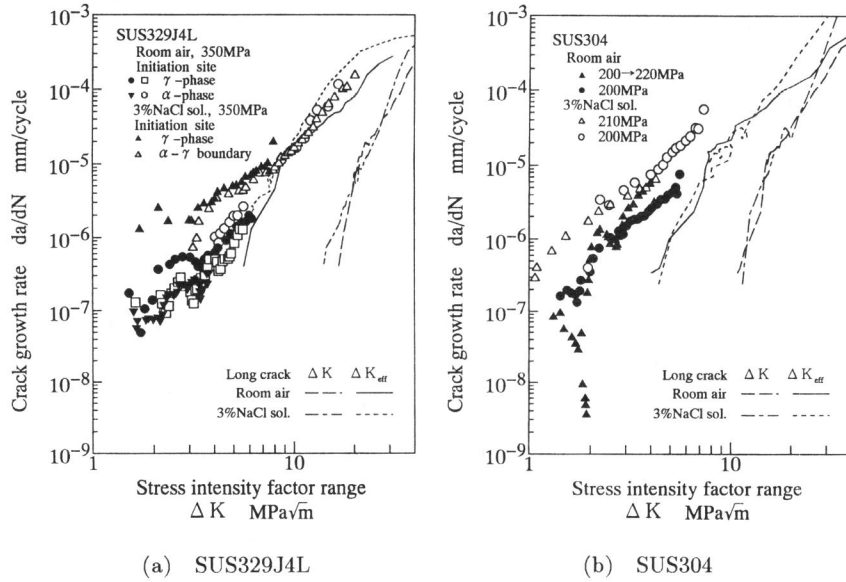 SUS329J4L
Room air, 350MPa
Initiation site
● □ γ-phase
▼ ○ α-phase
3%NaCl sol., 350MPa
Initiation site
▲ γ-phase
△ α-γ boundary
10⁻³
10⁻⁴
10⁻⁵
10⁻⁶
10⁻⁷
10⁻⁸
10⁻⁹
Crack growth rate da/dN mm/cycle
Long crack ΔK ΔK_eff
Room air
3%NaCl sol.
1 10
Stress intensity factor range
ΔK MPa√m
(a) SUS329J4L
SUS304
Room air
▲ 200→220MPa
● 200MPa
3%NaCl sol.
△ 210MPa
○ 200MPa
10⁻³
10⁻⁴
10⁻⁵
10⁻⁶
10⁻⁷
10⁻⁸
10⁻⁹
Crack growth rate da/dN mm/cycle
Long crack ΔK ΔK_eff
Room air
3%NaCl sol.
1 10
Stress intensity factor range
ΔK MPa√m
(b) SUS304